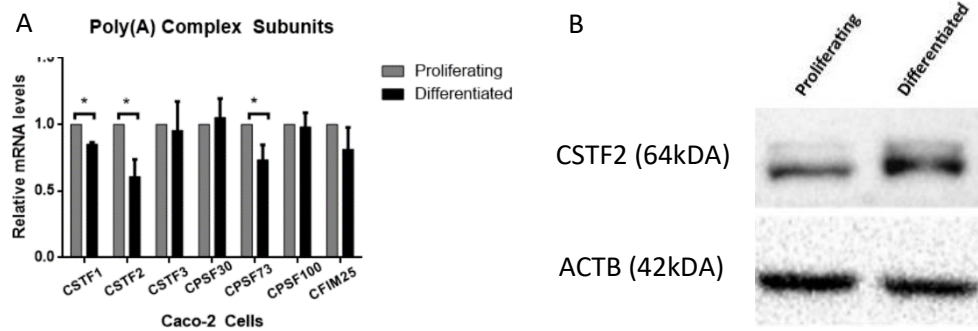 A
Poly(A) Complex Subunits
Proliferating
Differentiated
Relative mRNA levels
1.5
1.0
0.5
0.0
*
*
*
CSTF1
CSTF2
CSTF3
CPSF30
CPSF73
CPSF100
CFIM25
Caco-2 Cells
B
Proliferating
Differentiated
CSTF2 (64kDA)
ACTB (42kDA)